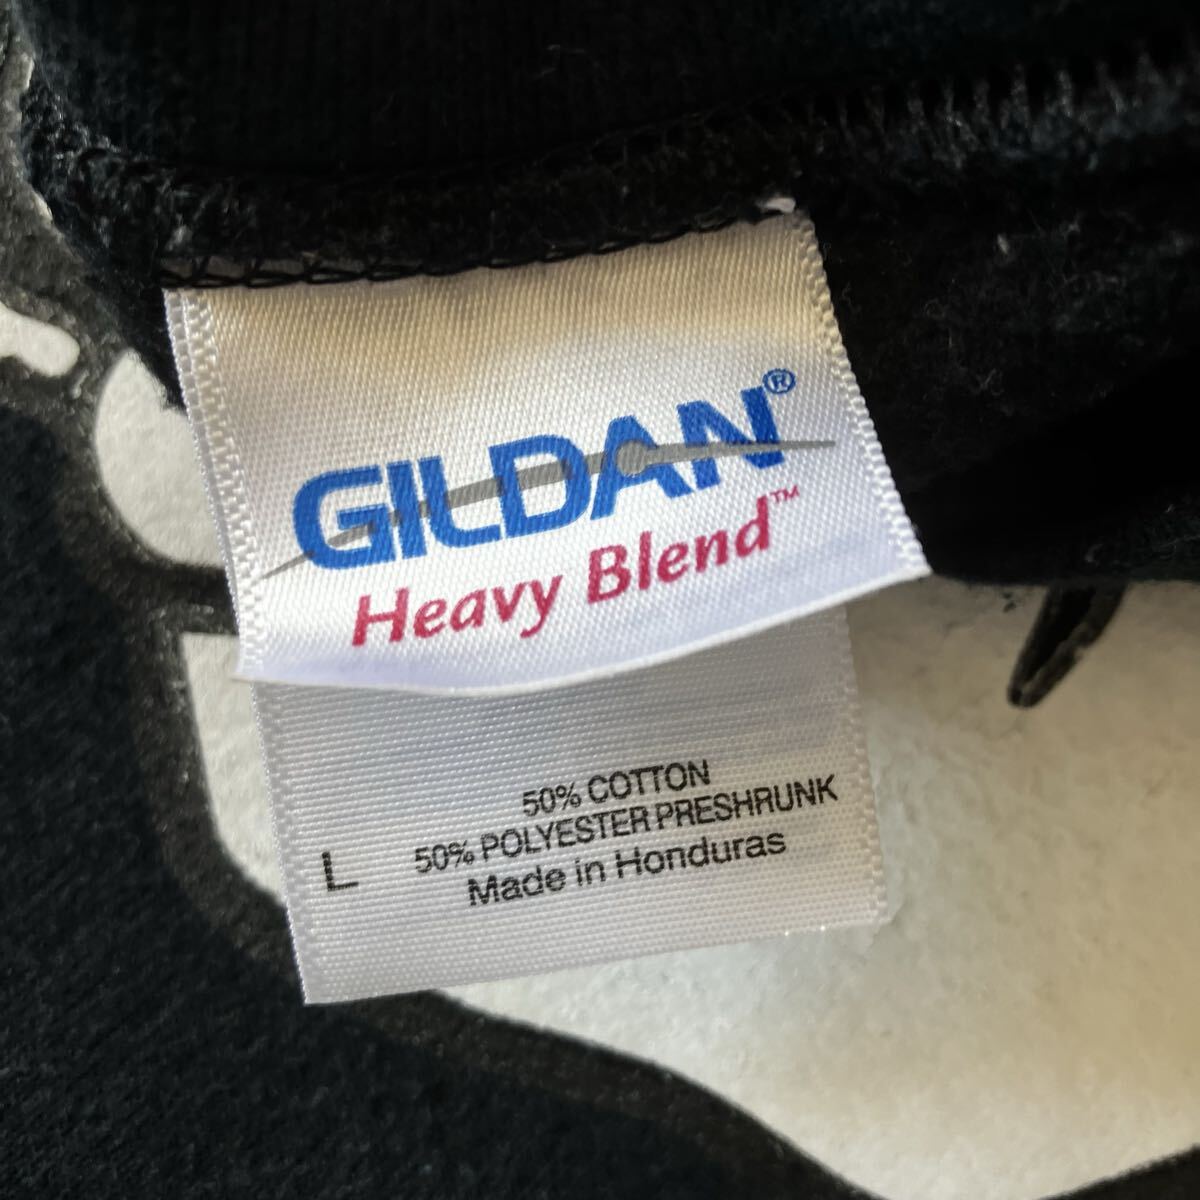 GILDAN®
Heavy Blend™
50% COTTON
50% POLYESTER PRESHRUNK
L
Made in Honduras